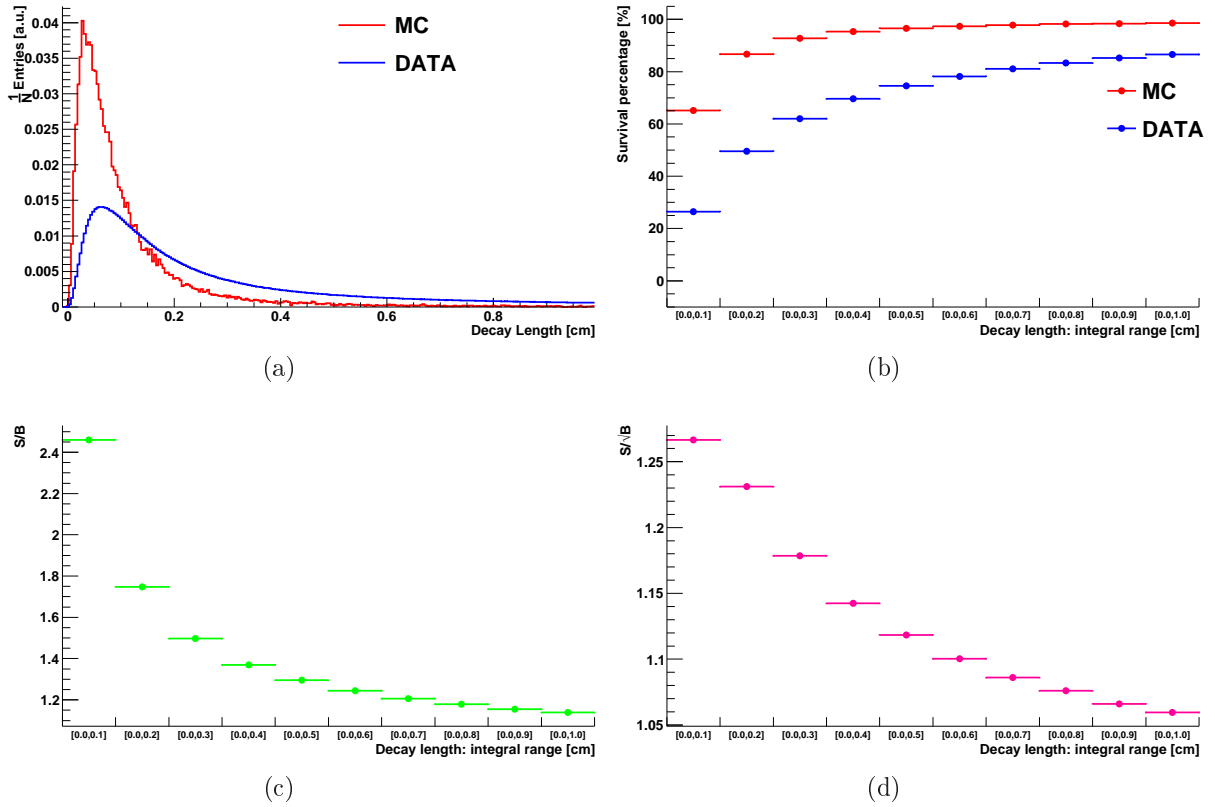 1/N Entries [a.u.]
0.04
0.035
0.03
0.025
0.02
0.015
0.01
0.005
0
0 0.2 0.4 0.6 0.8
Decay Length [cm]
MC
DATA
(a)
Survival percentage [%]
100
80
60
40
20
0
[0.0,0.1] [0.0,0.2] [0.0,0.3] [0.0,0.4] [0.0,0.5] [0.0,0.6] [0.0,0.7] [0.0,0.8] [0.0,0.9] [0.0,1.0]
Decay length: integral range [cm]
MC
DATA
(b)
S/B
2.4
2.2
2
1.8
1.6
1.4
1.2
[0.0,0.1] [0.0,0.2] [0.0,0.3] [0.0,0.4] [0.0,0.5] [0.0,0.6] [0.0,0.7] [0.0,0.8] [0.0,0.9] [0.0,1.0]
Decay length: integral range [cm]
(c)
S/√B
1.25
1.2
1.15
1.1
1.05
[0.0,0.1] [0.0,0.2] [0.0,0.3] [0.0,0.4] [0.0,0.5] [0.0,0.6] [0.0,0.7] [0.0,0.8] [0.0,0.9] [0.0,1.0]
Decay length: integral range [cm]
(d)